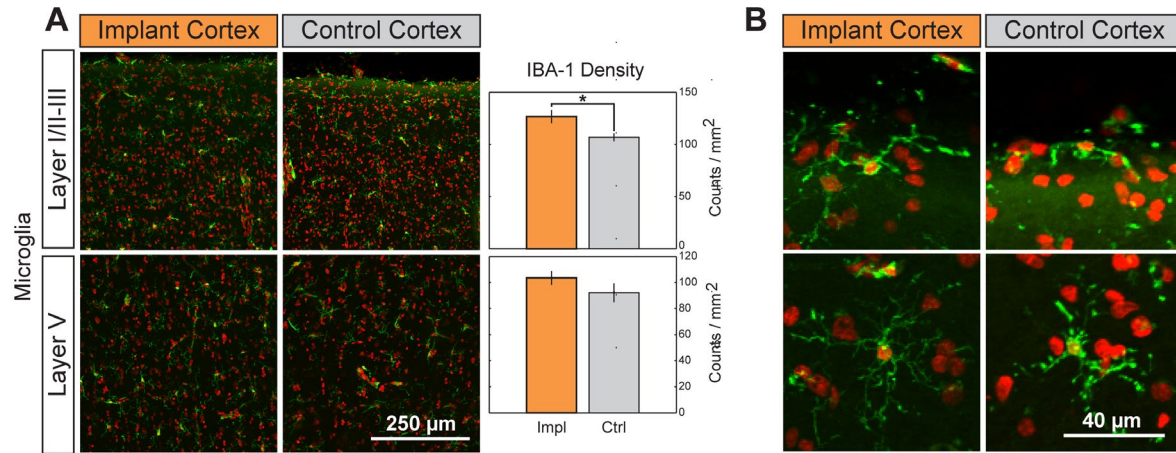 A
Implant Cortex
Control Cortex
B
Implant Cortex
Control Cortex
Microglia
Layer I/II-III
Layer V
IBA-1 Density
*
150
100
50
0
Counts / mm2
120
100
80
60
40
20
0
Counts / mm2
Impl
Ctrl
250 µm
40 µm